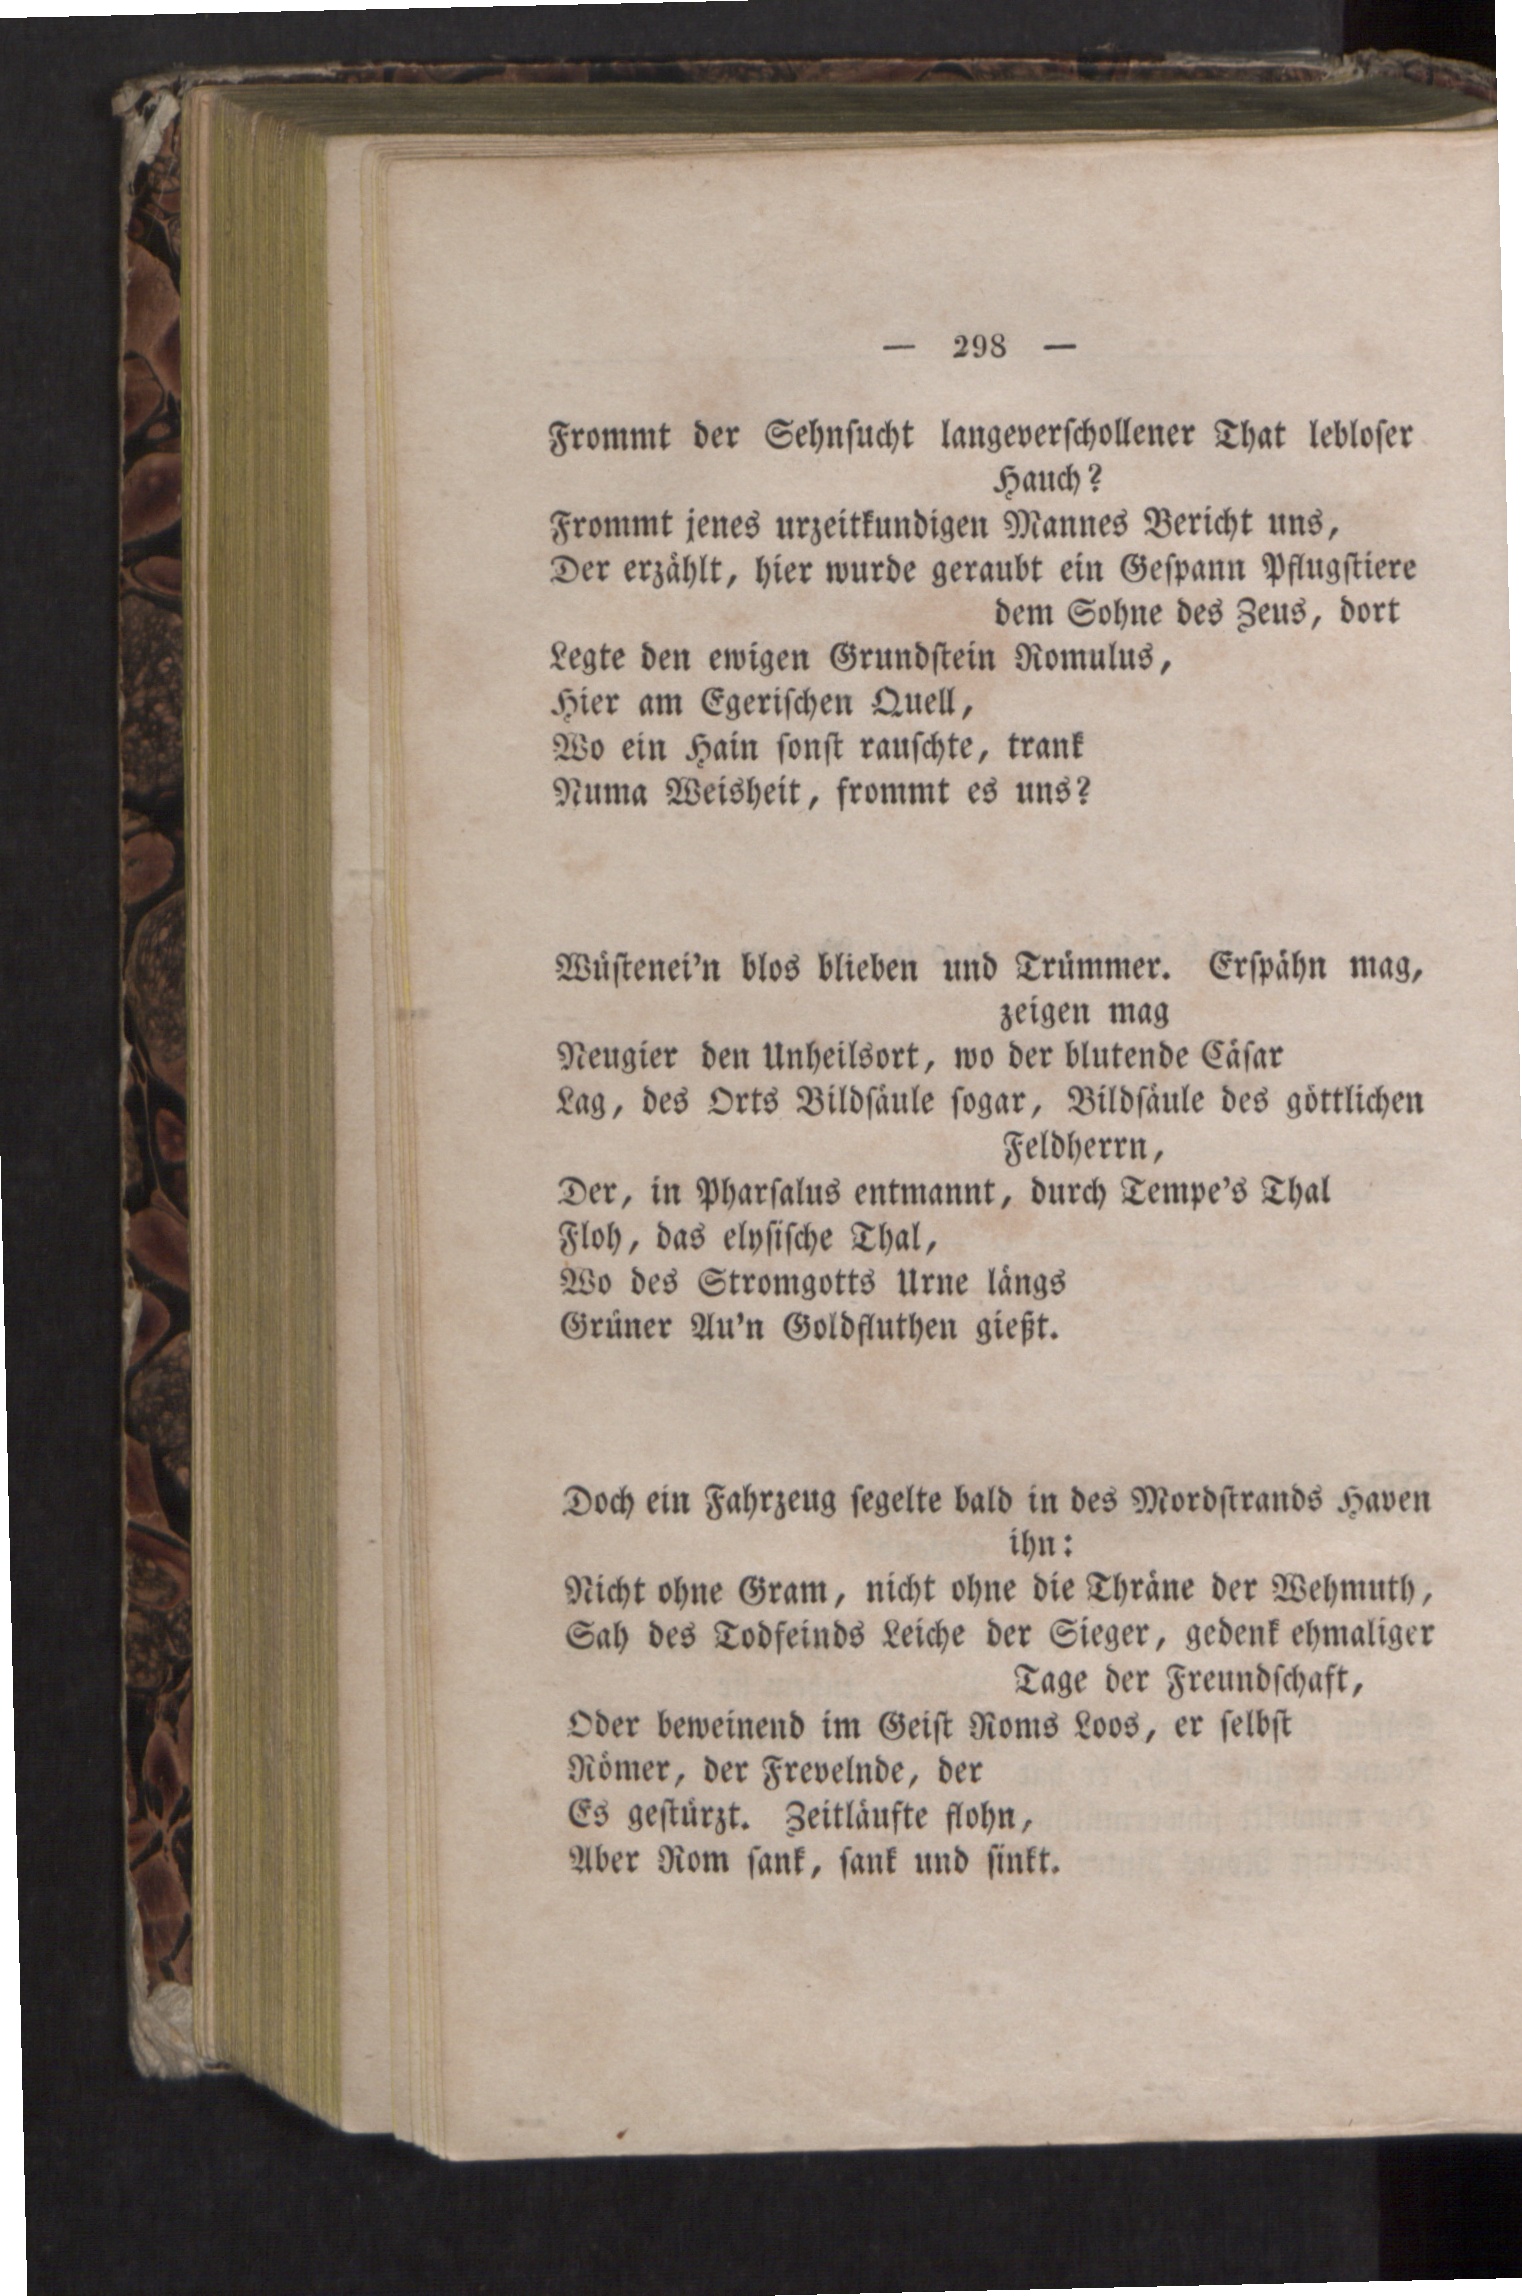 — 298 —
Frommt der Sehnsucht langeverschollener That lebloser
Hauch?
Frommt jenes urzeitkundigen Mannes Bericht uns,
Der erzählt, hier wurde geraubt ein Gespann Pflugstiere
dem Sohne des Zeus, dort
Legte den ewigen Grundstein Romulus,
Hier am Egerischen Quell,
Wo ein Hain sonst rauschte, trank
Numa Weisheit, frommt es uns?
Wüstenei'n blos blieben und Trümmer. Erspähn mag,
zeigen mag
Neugier den Unheilsort, wo der blutende Cäsar
Lag, des Orts Bildsäule sogar, Bildsäule des göttlichen
Feldherrn,
Der, in Pharsalus entmannt, durch Tempe's Thal
Floh, das elysische Thal,
Wo des Stromgotts Urne längs
Grüner Au'n Goldfluthen gießt.
Doch ein Fahrzeug segelte bald in des Mordstrands Haven
ihn:
Nicht ohne Gram, nicht ohne die Thräne der Wehmuth,
Sah des Todfeinds Leiche der Sieger, gedenk ehmaliger
Tage der Freundschaft,
Oder beweinend im Geist Roms Loos, er selbst
Römer, der Frevelnde, der
Es gestürzt. Zeitläufte flohn,
Aber Rom sank, sank und sinkt.